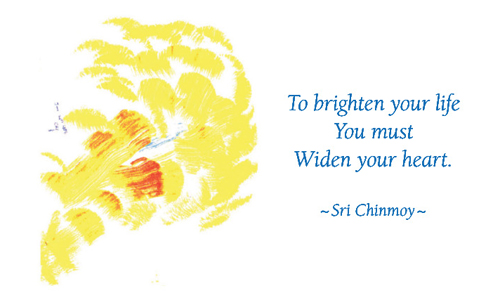 To brighten your life
You must
Widen your heart.
~Sri Chinmoy~